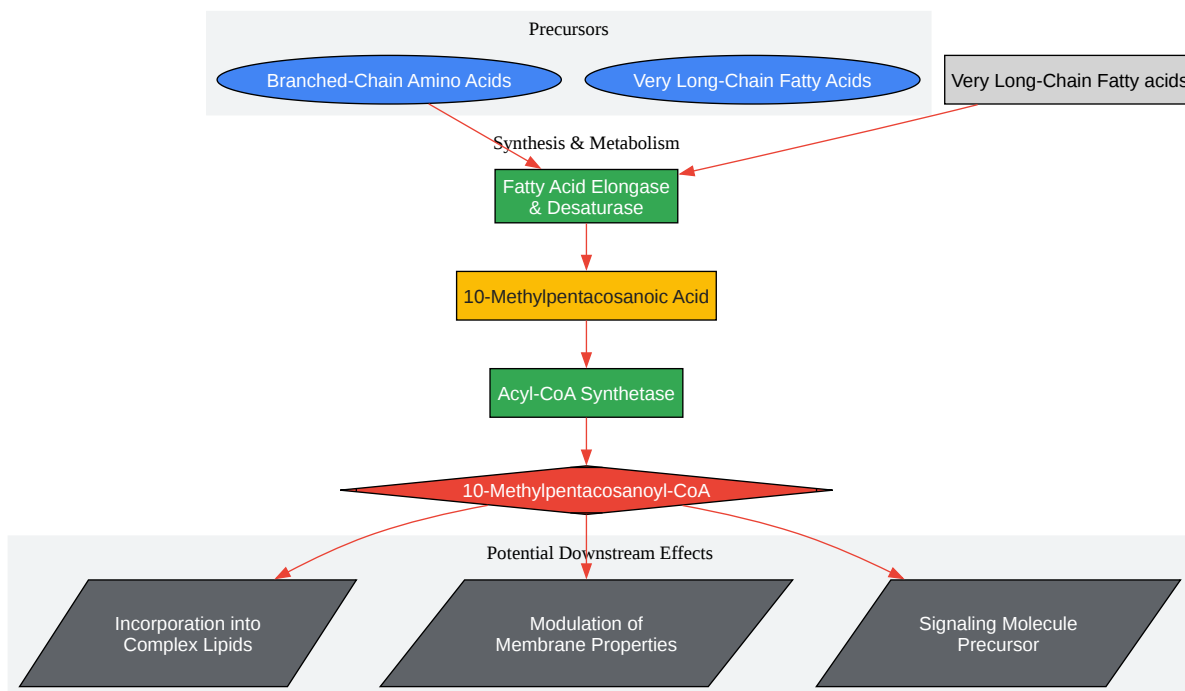 Precursors
Branched-Chain Amino Acids
Very Long-Chain Fatty Acids
Very Long-Chain Fatty acids
Synthesis & Metabolism
Fatty Acid Elongase
& Desaturase
10-Methylpentacosanoic Acid
Acyl-CoA Synthetase
10-Methylpentacosanoyl-CoA
Potential Downstream Effects
Incorporation into
Complex Lipids
Modulation of
Membrane Properties
Signaling Molecule
Precursor